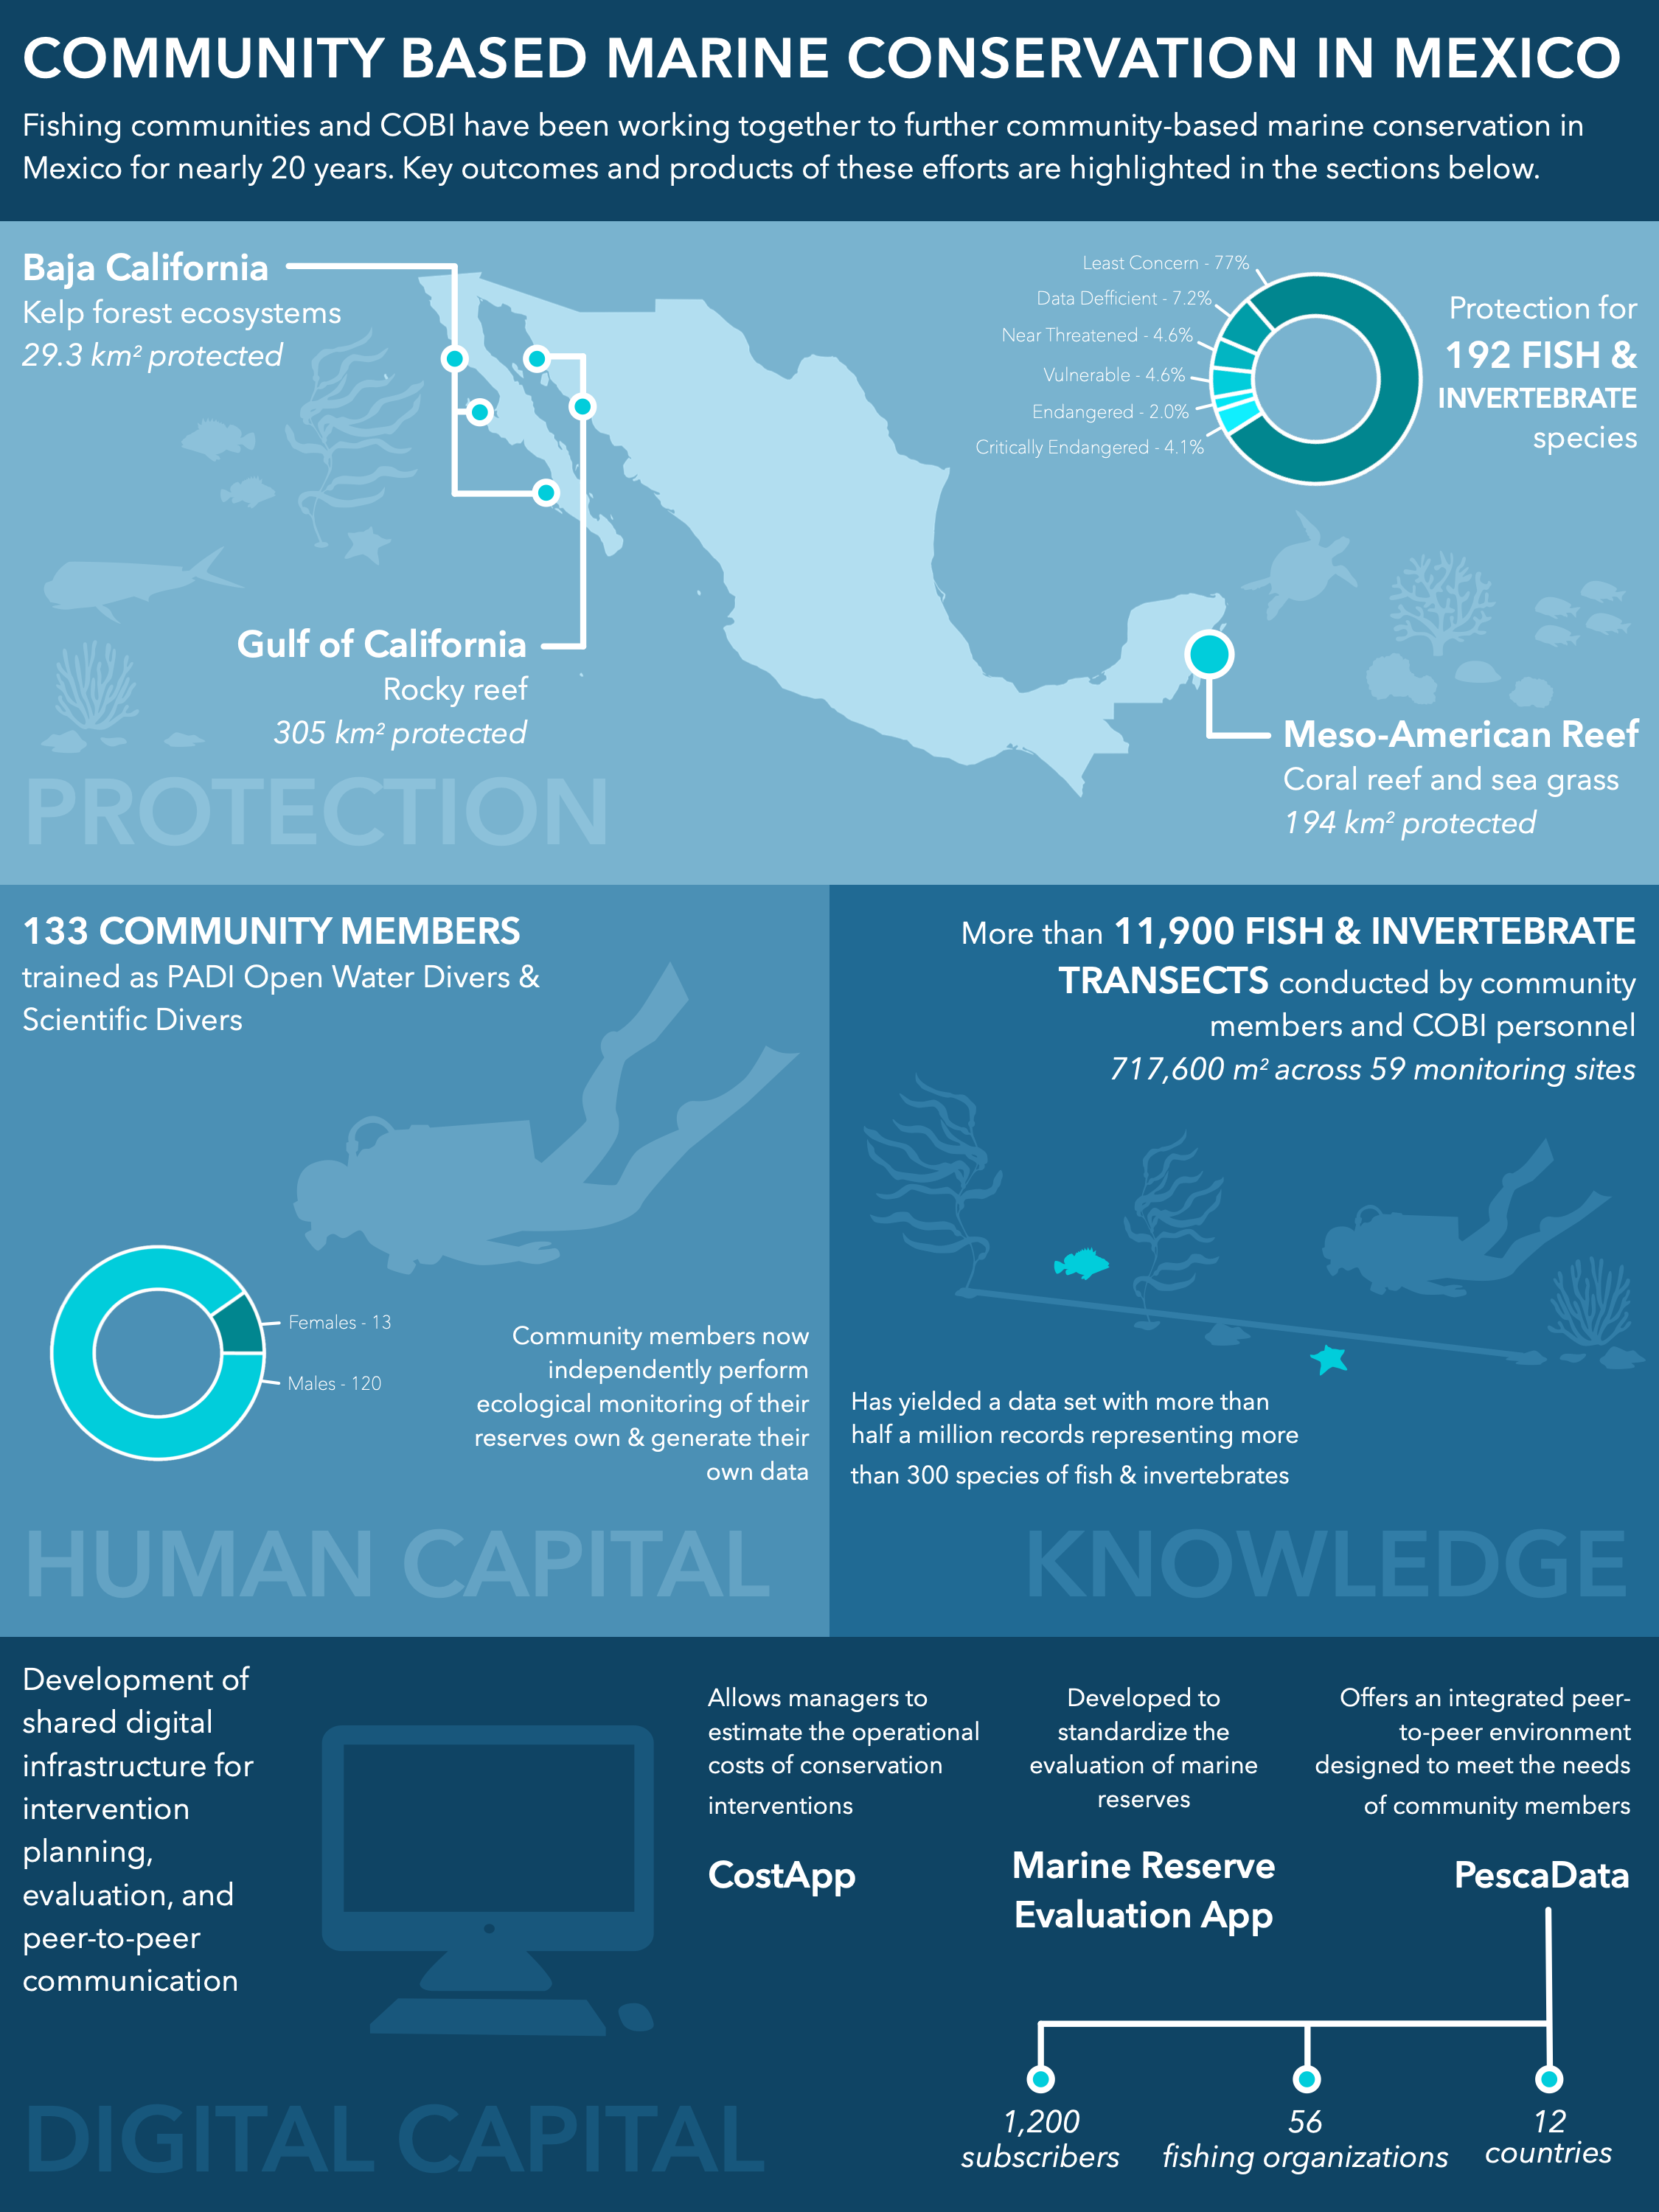 COMMUNITY BASED MARINE CONSERVATION IN MEXICO
Fishing communities and COBI have been working together to further community-based marine conservation in
Mexico for nearly 20 years. Key outcomes and products of these efforts are highlighted in the sections below.
Baja California
Kelp forest ecosystems
29.3 km² protected
Least Concern - 77%
Data Defficient - 7.2%
Near Threatened - 4.6%
Vulnerable - 4.6%
Endangered - 2.0%
Critically Endangered - 4.1%
Protection for
192 FISH &
INVERTEBRATE
species
Gulf of California
Rocky reef
305 km² protected
Meso-American Reef
Coral reef and sea grass
194 km² protected
PROTECTION
133 COMMUNITY MEMBERS
trained as PADI Open Water Divers &
Scientific Divers
Females - 13
Males - 120
Community members now
independently perform
ecological monitoring of their
reserves own & generate their
own data
HUMAN CAPITAL
More than 11,900 FISH & INVERTEBRATE
TRANSECTS conducted by community
members and COBI personnel
717,600 m² across 59 monitoring sites
Has yielded a data set with more than
half a million records representing more
than 300 species of fish & invertebrates
KNOWLEDGE
Development of
shared digital
infrastructure for
intervention
planning,
evaluation, and
peer-to-peer
communication
Allows managers to
estimate the operational
costs of conservation
interventions
CostApp
Developed to
standardize the
evaluation of marine
reserves
Marine Reserve
Evaluation App
Offers an integrated peer-
to-peer environment
designed to meet the needs
of community members
PescaData
1,200
subscribers
56
fishing organizations
12
countries
DIGITAL CAPITAL